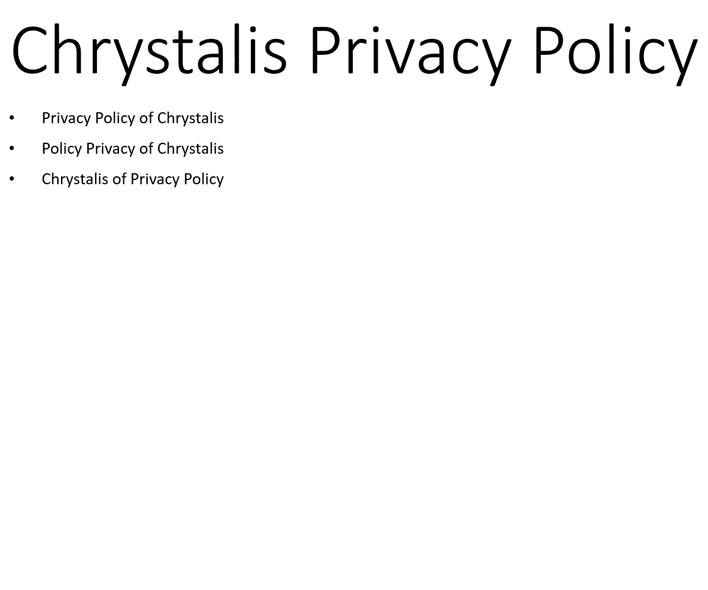 Chrystalis Privacy Policy
• Privacy Policy of Chrystalis
• Policy Privacy of Chrystalis
• Chrystalis of Privacy Policy